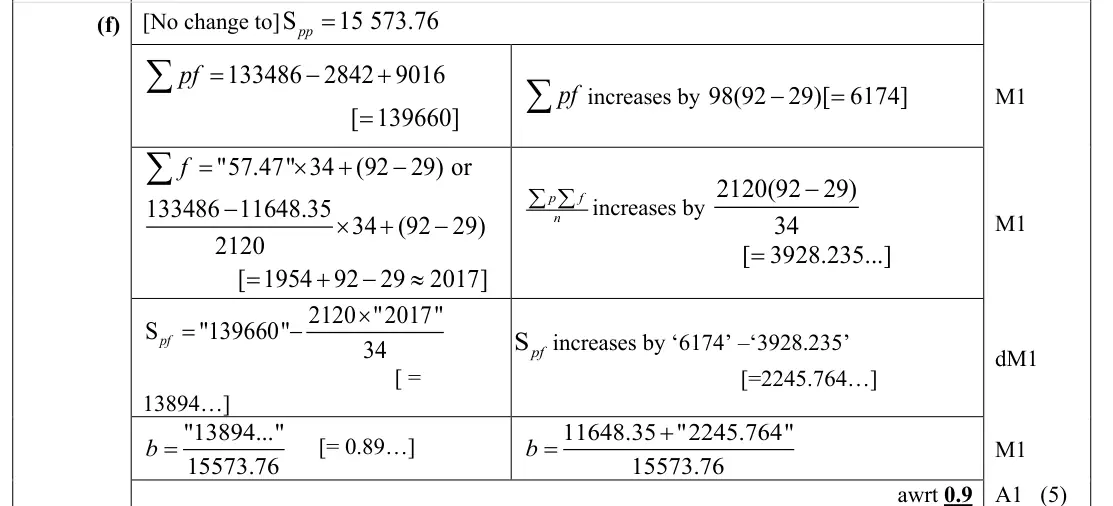 (f) [No change to] S_pp = 15 573.76
∑ pf = 133486 − 2842 + 9016
[= 139660]
∑ pf increases by 98(92 − 29)[= 6174]
M1
∑ f = "57.47"×34 + (92 − 29) or
(133486 − 11648.35)/2120 × 34 + (92 − 29)
[= 1954 + 92 − 29 ≈ 2017]
(∑ p ∑ f)/n increases by 2120(92 − 29)/34
[= 3928.235...]
M1
S_pf = "139660" − (2120 × "2017")/34
[ =
13894…]
S_pf increases by ‘6174’ –‘3928.235’
[=2245.764…]
dM1
b = "13894..."/15573.76 [= 0.89…]
b = (11648.35 + "2245.764")/15573.76
M1
awrt 0.9 A1 (5)